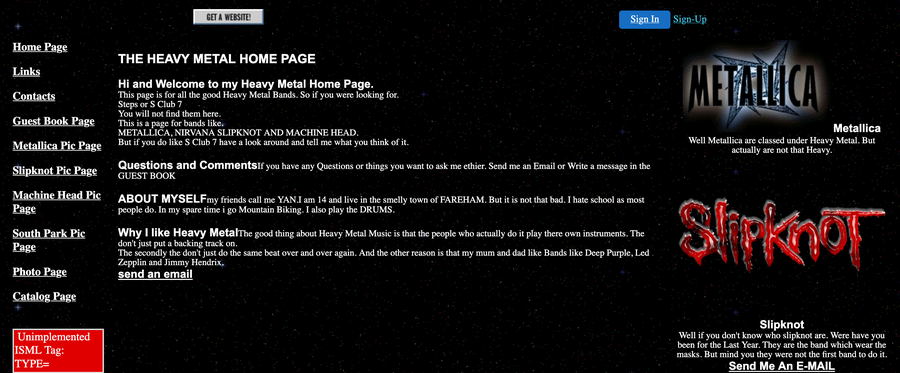 GET A WEBSITE!
Sign In Sign-Up
Home Page
Links
Contacts
Guest Book Page
Metallica Pic Page
Slipknot Pic Page
Machine Head Pic
Page
South Park Pic
Page
Photo Page
Catalog Page
Unimplemented
ISML Tag:
TYPE=
THE HEAVY METAL HOME PAGE
Hi and Welcome to my Heavy Metal Home Page.
This page is for all the good Heavy Metal Bands. So if you were looking for.
Steps or S Club 7
You will not find them here.
This is a page for bands like.
METALLICA, NIRVANA SLIPKNOT AND MACHINE HEAD.
But if you do like S Club 7 have a look around and tell me what you think of it.
Questions and CommentsIf you have any Questions or things you want to ask me ethier. Send me an Email or Write a message in the
GUEST BOOK
ABOUT MYSELFmy friends call me YAN.I am 14 and live in the smelly town of FAREHAM. But it is not that bad. I hate school as most
people do. In my spare time i go Mountain Biking. I also play the DRUMS.
Why I like Heavy MetalThe good thing about Heavy Metal Music is that the people who actually do it play there own instruments. The
don't just put a backing track on.
The secondly the don't just do the same beat over and over again. And the other reason is that my mum and dad like Bands like Deep Purple, Led
Zepplin and Jimmy Hendrix.
send an email
METALLICA
Metallica
Well Metallica are classed under Heavy Metal. But
actually are not that Heavy.
SLIPKNOT
Slipknot
Well if you don't know who slipknot are. Were have you
been for the Last Year. They are the band which wear the
masks. But mind you they were not the first band to do it.
Send Me An E-MAIL